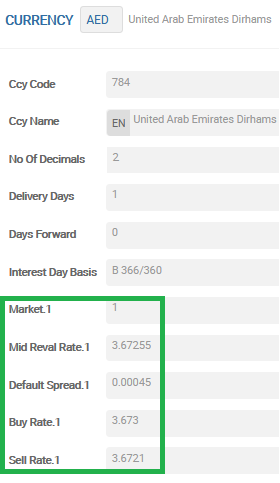 CURRENCY AED United Arab Emirates Dirhams
Ccy Code 784
Ccy Name EN United Arab Emirates Dirhams
No Of Decimals 2
Delivery Days 1
Days Forward 0
Interest Day Basis B 366/360
Market.1 1
Mid Reval Rate.1 3.67255
Default Spread.1 0.00045
Buy Rate.1 3.673
Sell Rate.1 3.6721